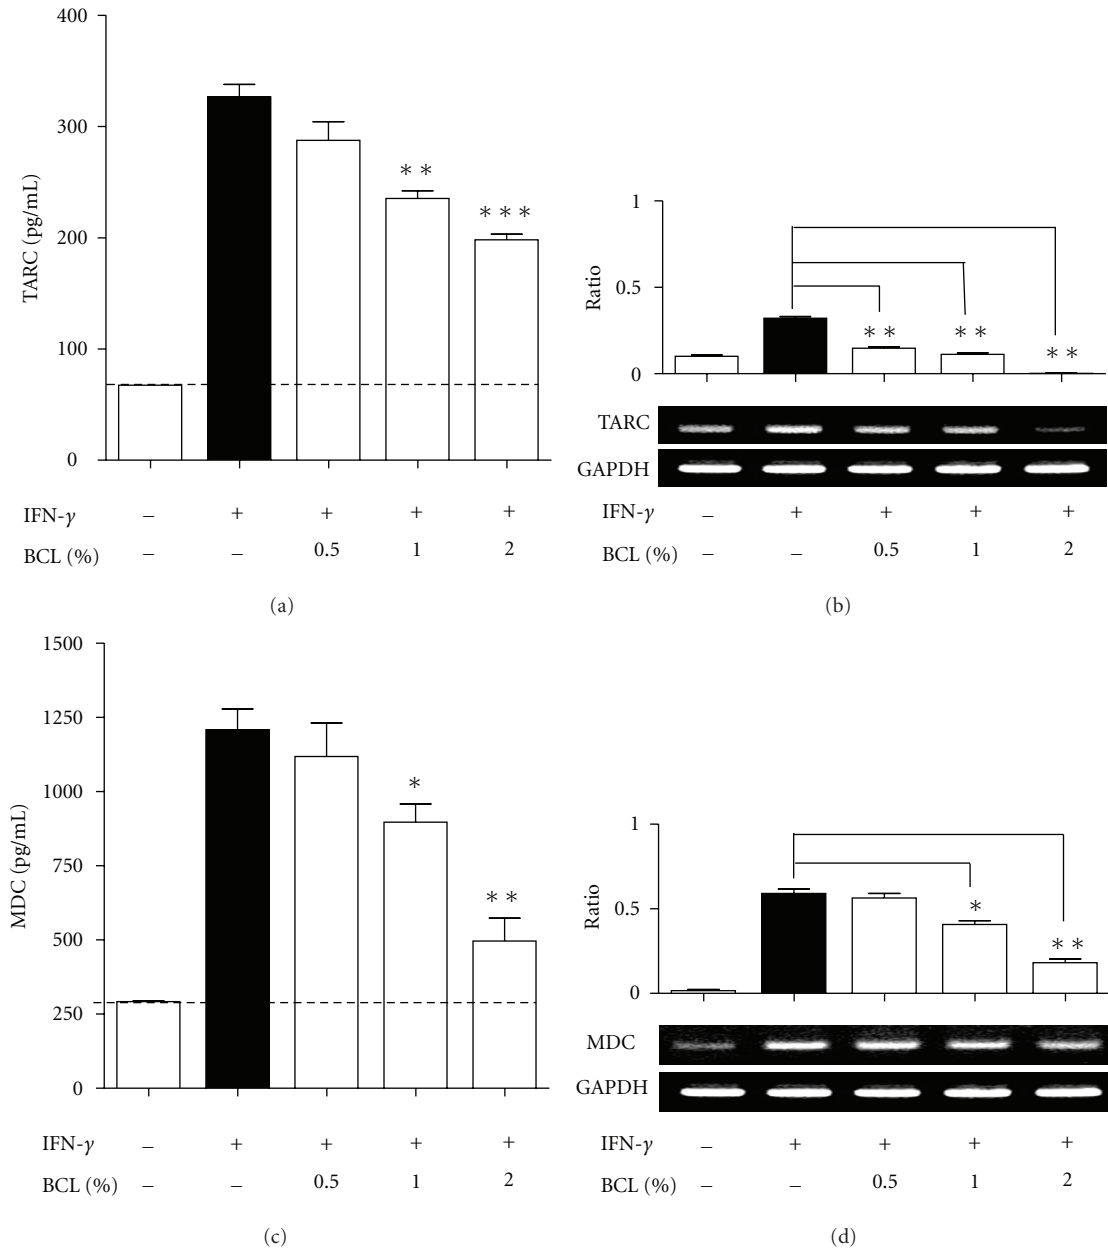 400
300
200
100
0
TARC (pg/mL)
**
***
IFN-γ – + + + +
BCL (%) – – 0.5 1 2
(a)
1
0.5
0
Ratio
** ** **
TARC
GAPDH
IFN-γ – + + + +
BCL (%) – – 0.5 1 2
(b)
1500
1250
1000
750
500
250
0
MDC (pg/mL)
*
**
IFN-γ – + + + +
BCL (%) – – 0.5 1 2
(c)
1
0.5
0
Ratio
*
**
MDC
GAPDH
IFN-γ – + + + +
BCL (%) – – 0.5 1 2
(d)